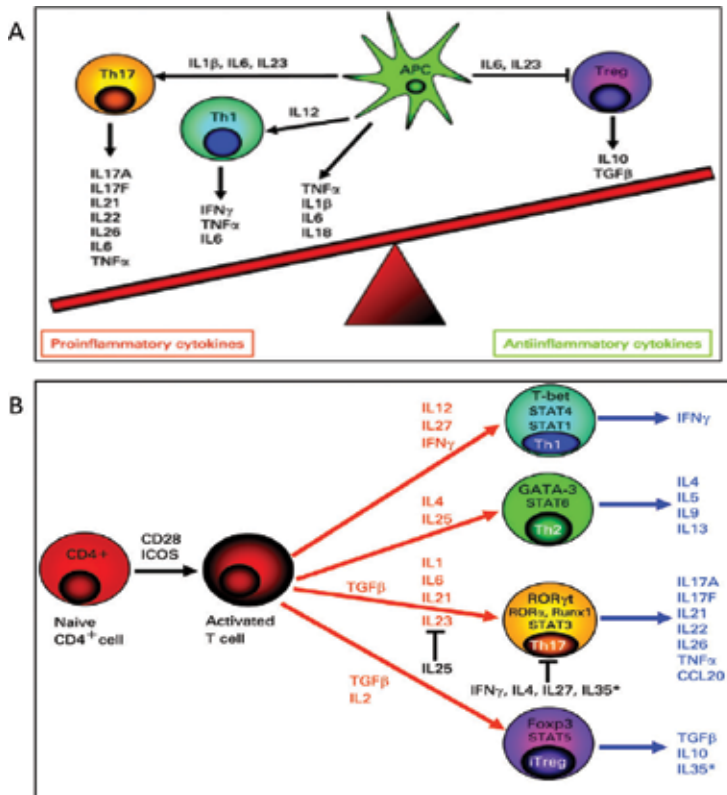 A
Th17
IL1β, IL6, IL23
APC
IL6, IL23
Treg
Th1
IL12
IL17A
IL17F
IL21
IL22
IL26
IL6
TNFα
IFNγ
TNFα
IL6
TNFα
IL1β
IL6
IL18
IL10
TGFβ
Proinflammatory cytokines
Antiinflammatory cytokines
B
CD4+
Naive
CD4+ cell
CD28
ICOS
Activated
T cell
IL12
IL27
IFNγ
T-bet
STAT4
STAT1
Th1
IFNγ
IL4
IL25
GATA-3
STAT6
Th2
IL4
IL5
IL9
IL13
TGFβ
IL1
IL6
IL21
IL23
IL25
RORγt
RORα, Runx1
STAT3
Th17
IFNγ, IL4, IL27, IL35*
IL17A
IL17F
IL21
IL22
IL26
TNFα
CCL20
TGFβ
IL2
Foxp3
STAT5
iTreg
TGFβ
IL10
IL35*